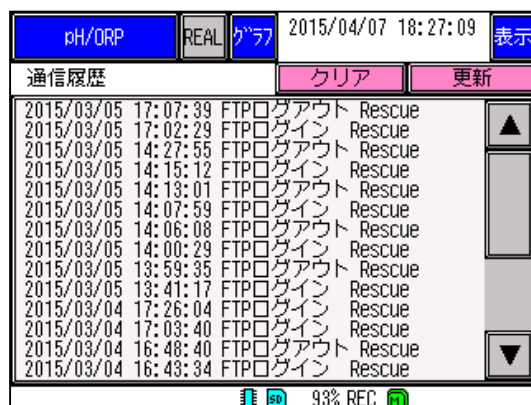 pH/ORP REAL グラフ 2015/04/07 18:27:09 表示
通信履歴 クリア 更新
2015/03/05 17:07:39 FTPログアウト Rescue
2015/03/05 17:02:29 FTPログイン Rescue
2015/03/05 14:27:55 FTPログアウト Rescue
2015/03/05 14:15:12 FTPログイン Rescue
2015/03/05 14:13:01 FTPログアウト Rescue
2015/03/05 14:07:59 FTPログイン Rescue
2015/03/05 14:06:08 FTPログアウト Rescue
2015/03/05 14:00:29 FTPログイン Rescue
2015/03/05 13:59:35 FTPログアウト Rescue
2015/03/05 13:41:17 FTPログイン Rescue
2015/03/04 17:26:04 FTPログイン Rescue
2015/03/04 17:03:40 FTPログイン Rescue
2015/03/04 16:48:40 FTPログアウト Rescue
2015/03/04 16:43:34 FTPログイン Rescue
SD 93% REC M